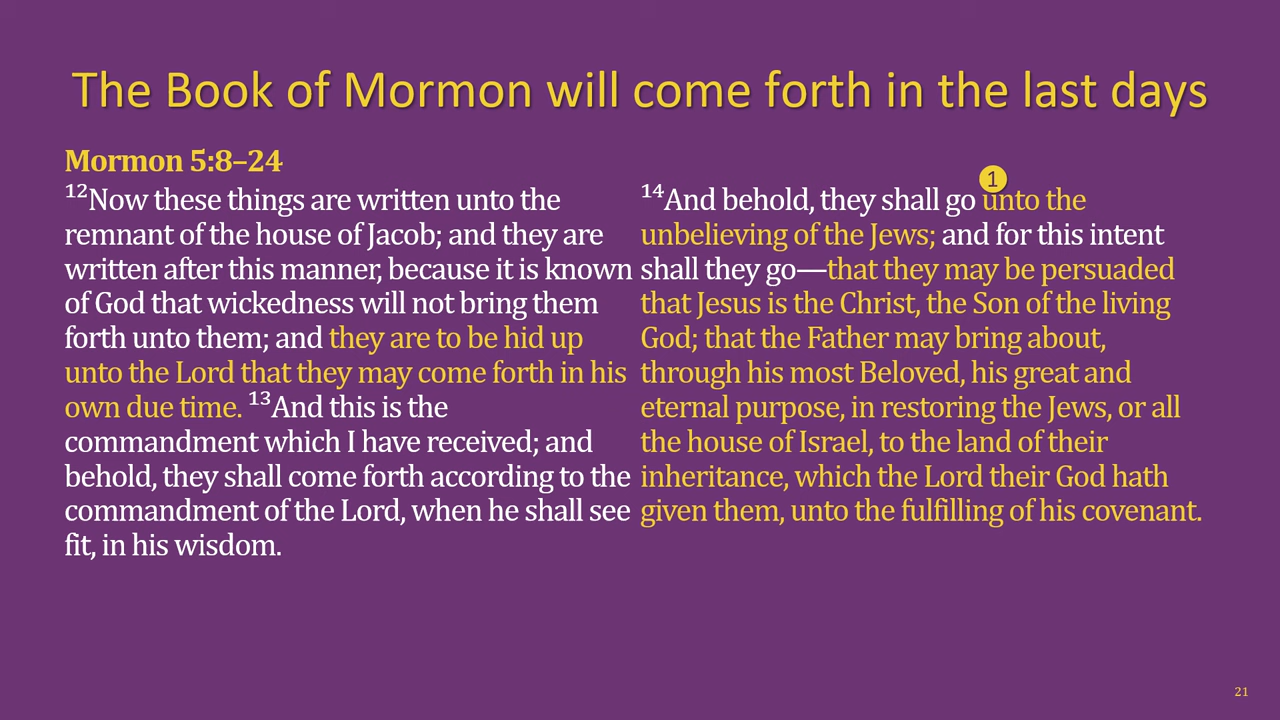 The Book of Mormon will come forth in the last days
Mormon 5:8–24
¹²Now these things are written unto the
remnant of the house of Jacob; and they are
written after this manner, because it is known
of God that wickedness will not bring them
forth unto them; and they are to be hid up
unto the Lord that they may come forth in his
own due time. ¹³And this is the
commandment which I have received; and
behold, they shall come forth according to the
commandment of the Lord, when he shall see
fit, in his wisdom.
1
¹⁴And behold, they shall go unto the
unbelieving of the Jews; and for this intent
shall they go—that they may be persuaded
that Jesus is the Christ, the Son of the living
God; that the Father may bring about,
through his most Beloved, his great and
eternal purpose, in restoring the Jews, or all
the house of Israel, to the land of their
inheritance, which the Lord their God hath
given them, unto the fulfilling of his covenant.
21